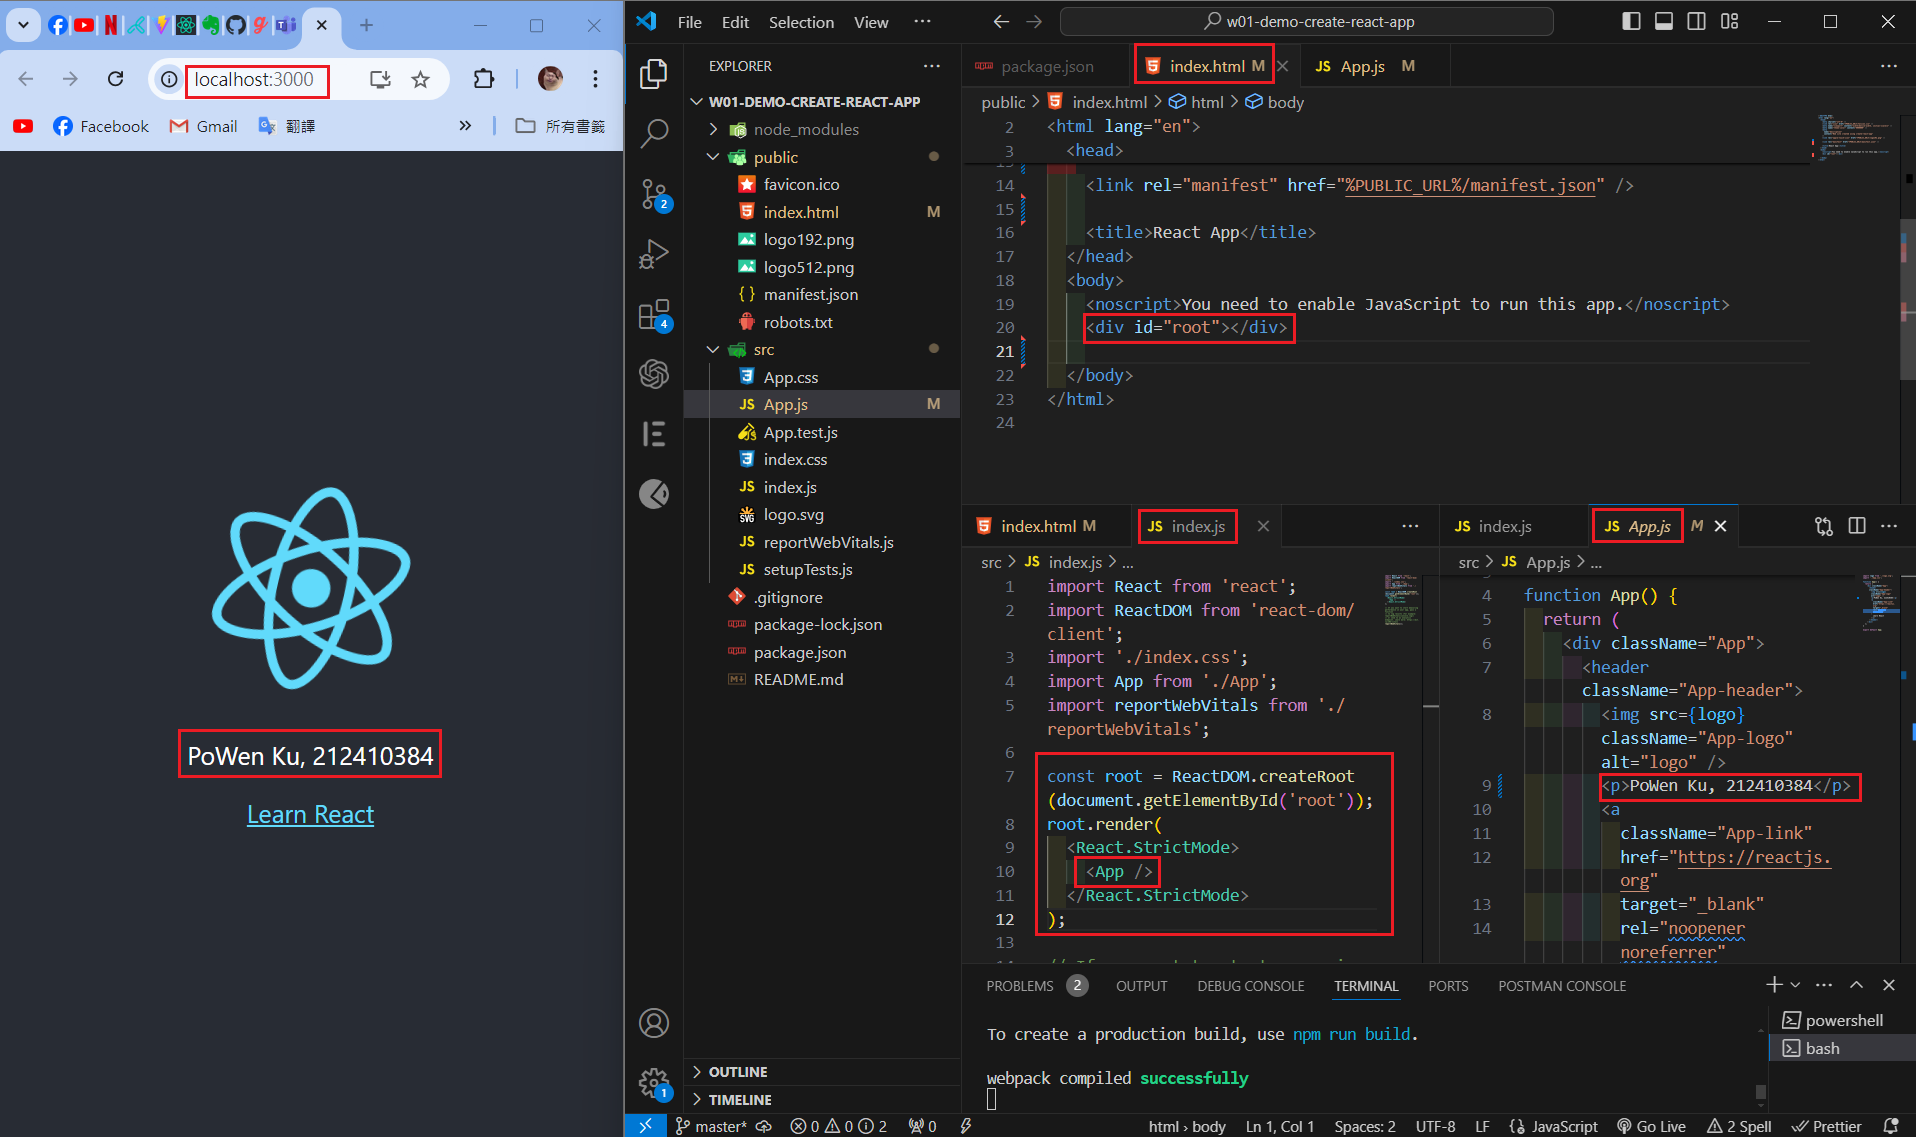 localhost:3000
Facebook
Gmail
翻譯
所有書籤
PoWen Ku, 212410384
Learn React
File Edit Selection View
w01-demo-create-react-app
EXPLORER
W01-DEMO-CREATE-REACT-APP
node_modules
public
favicon.ico
index.html M
logo192.png
logo512.png
manifest.json
robots.txt
src
App.css
App.js M
App.test.js
index.css
index.js
logo.svg
reportWebVitals.js
setupTests.js
.gitignore
package-lock.json
package.json
README.md
OUTLINE
TIMELINE
2
4
1
package.json
index.html M
App.js M
public > index.html > html > body
2 <html lang="en">
3 <head>
14 <link rel="manifest" href="%PUBLIC_URL%/manifest.json" />
15
16 <title>React App</title>
17 </head>
18 <body>
19 <noscript>You need to enable JavaScript to run this app.</noscript>
20 <div id="root"></div>
21
22 </body>
23 </html>
24
index.html M
index.js
src > index.js > ...
1 import React from 'react';
2 import ReactDOM from 'react-dom/
client';
3 import './index.css';
4 import App from './App';
5 import reportWebVitals from './
reportWebVitals';
6
7 const root = ReactDOM.createRoot
(document.getElementById('root'));
8 root.render(
9 <React.StrictMode>
10 <App />
11 </React.StrictMode>
12 );
13
index.js
App.js M
src > App.js > ...
4 function App() {
5 return (
6 <div className="App">
7 <header
className="App-header">
8 <img src={logo}
className="App-logo"
alt="logo" />
9 <p>PoWen Ku, 212410384</p>
10 <a
11 className="App-link"
12 href="https://reactjs.
org"
13 target="_blank"
14 rel="noopener
noreferrer"
PROBLEMS 2 OUTPUT DEBUG CONSOLE TERMINAL PORTS POSTMAN CONSOLE
To create a production build, use npm run build.
webpack compiled successfully
powershell
bash
master* 0 0 2 0 html > body Ln 1, Col 1 Spaces: 2 UTF-8 LF {} JavaScript Go Live 2 Spell Prettier